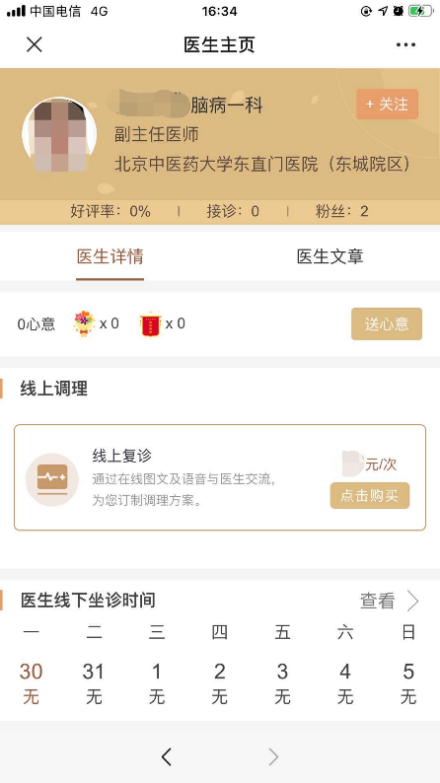 中国电信 4G 16:34
医生主页
脑病一科
+ 关注
副主任医师
北京中医药大学东直门医院（东城院区）
好评率：0% | 接诊：0 | 粉丝：2
医生详情 医生文章
0心意 x 0 x 0 送心意
线上调理
线上复诊
元/次
通过在线图文及语音与医生交流，
为您订制调理方案。
点击购买
医生线下坐诊时间 查看
一 二 三 四 五 六 日
30 31 1 2 3 4 5
无 无 无 无 无 无 无